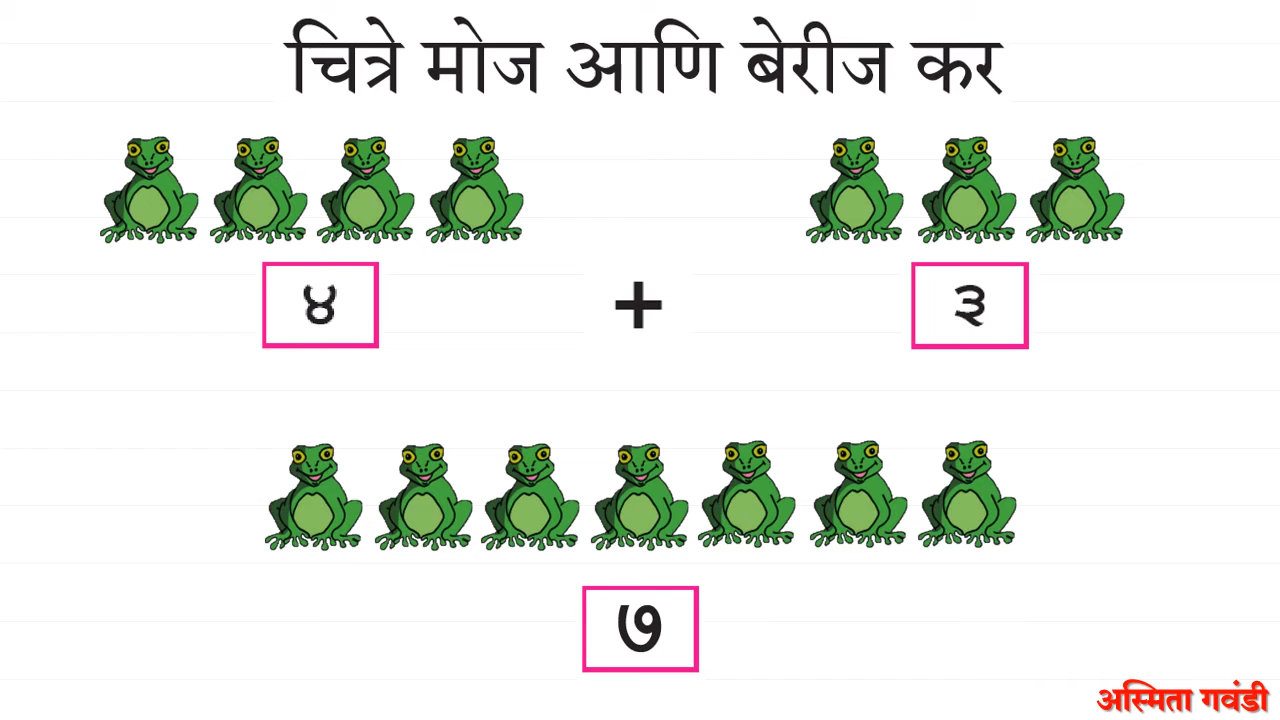 चित्रे मोज आणि बेरीज कर
४ + ३
७
अस्मिता गवंडी